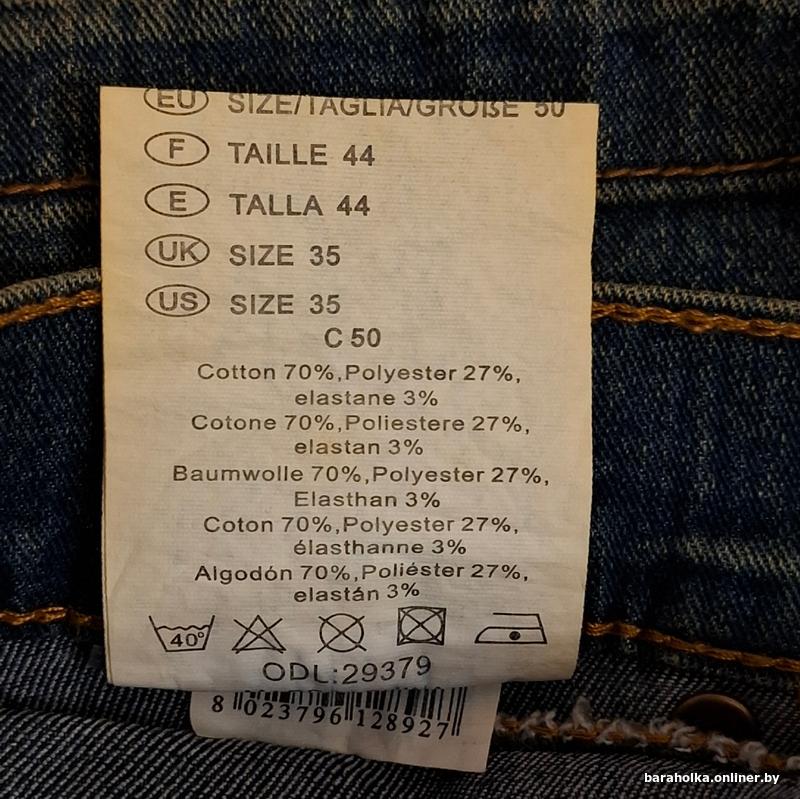 EU SIZE/TAGLIA/GRÖßE 50
F TAILLE 44
E TALLA 44
UK SIZE 35
US SIZE 35
C 50
Cotton 70%,Polyester 27%,
elastane 3%
Cotone 70%,Poliestere 27%,
elastan 3%
Baumwolle 70%,Polyester 27%,
Elasthan 3%
Coton 70%,Polyester 27%,
élasthanne 3%
Algodón 70%,Poliéster 27%,
elastán 3%
40°
ODL:29379
8 023796 128927
baraholka.onliner.by